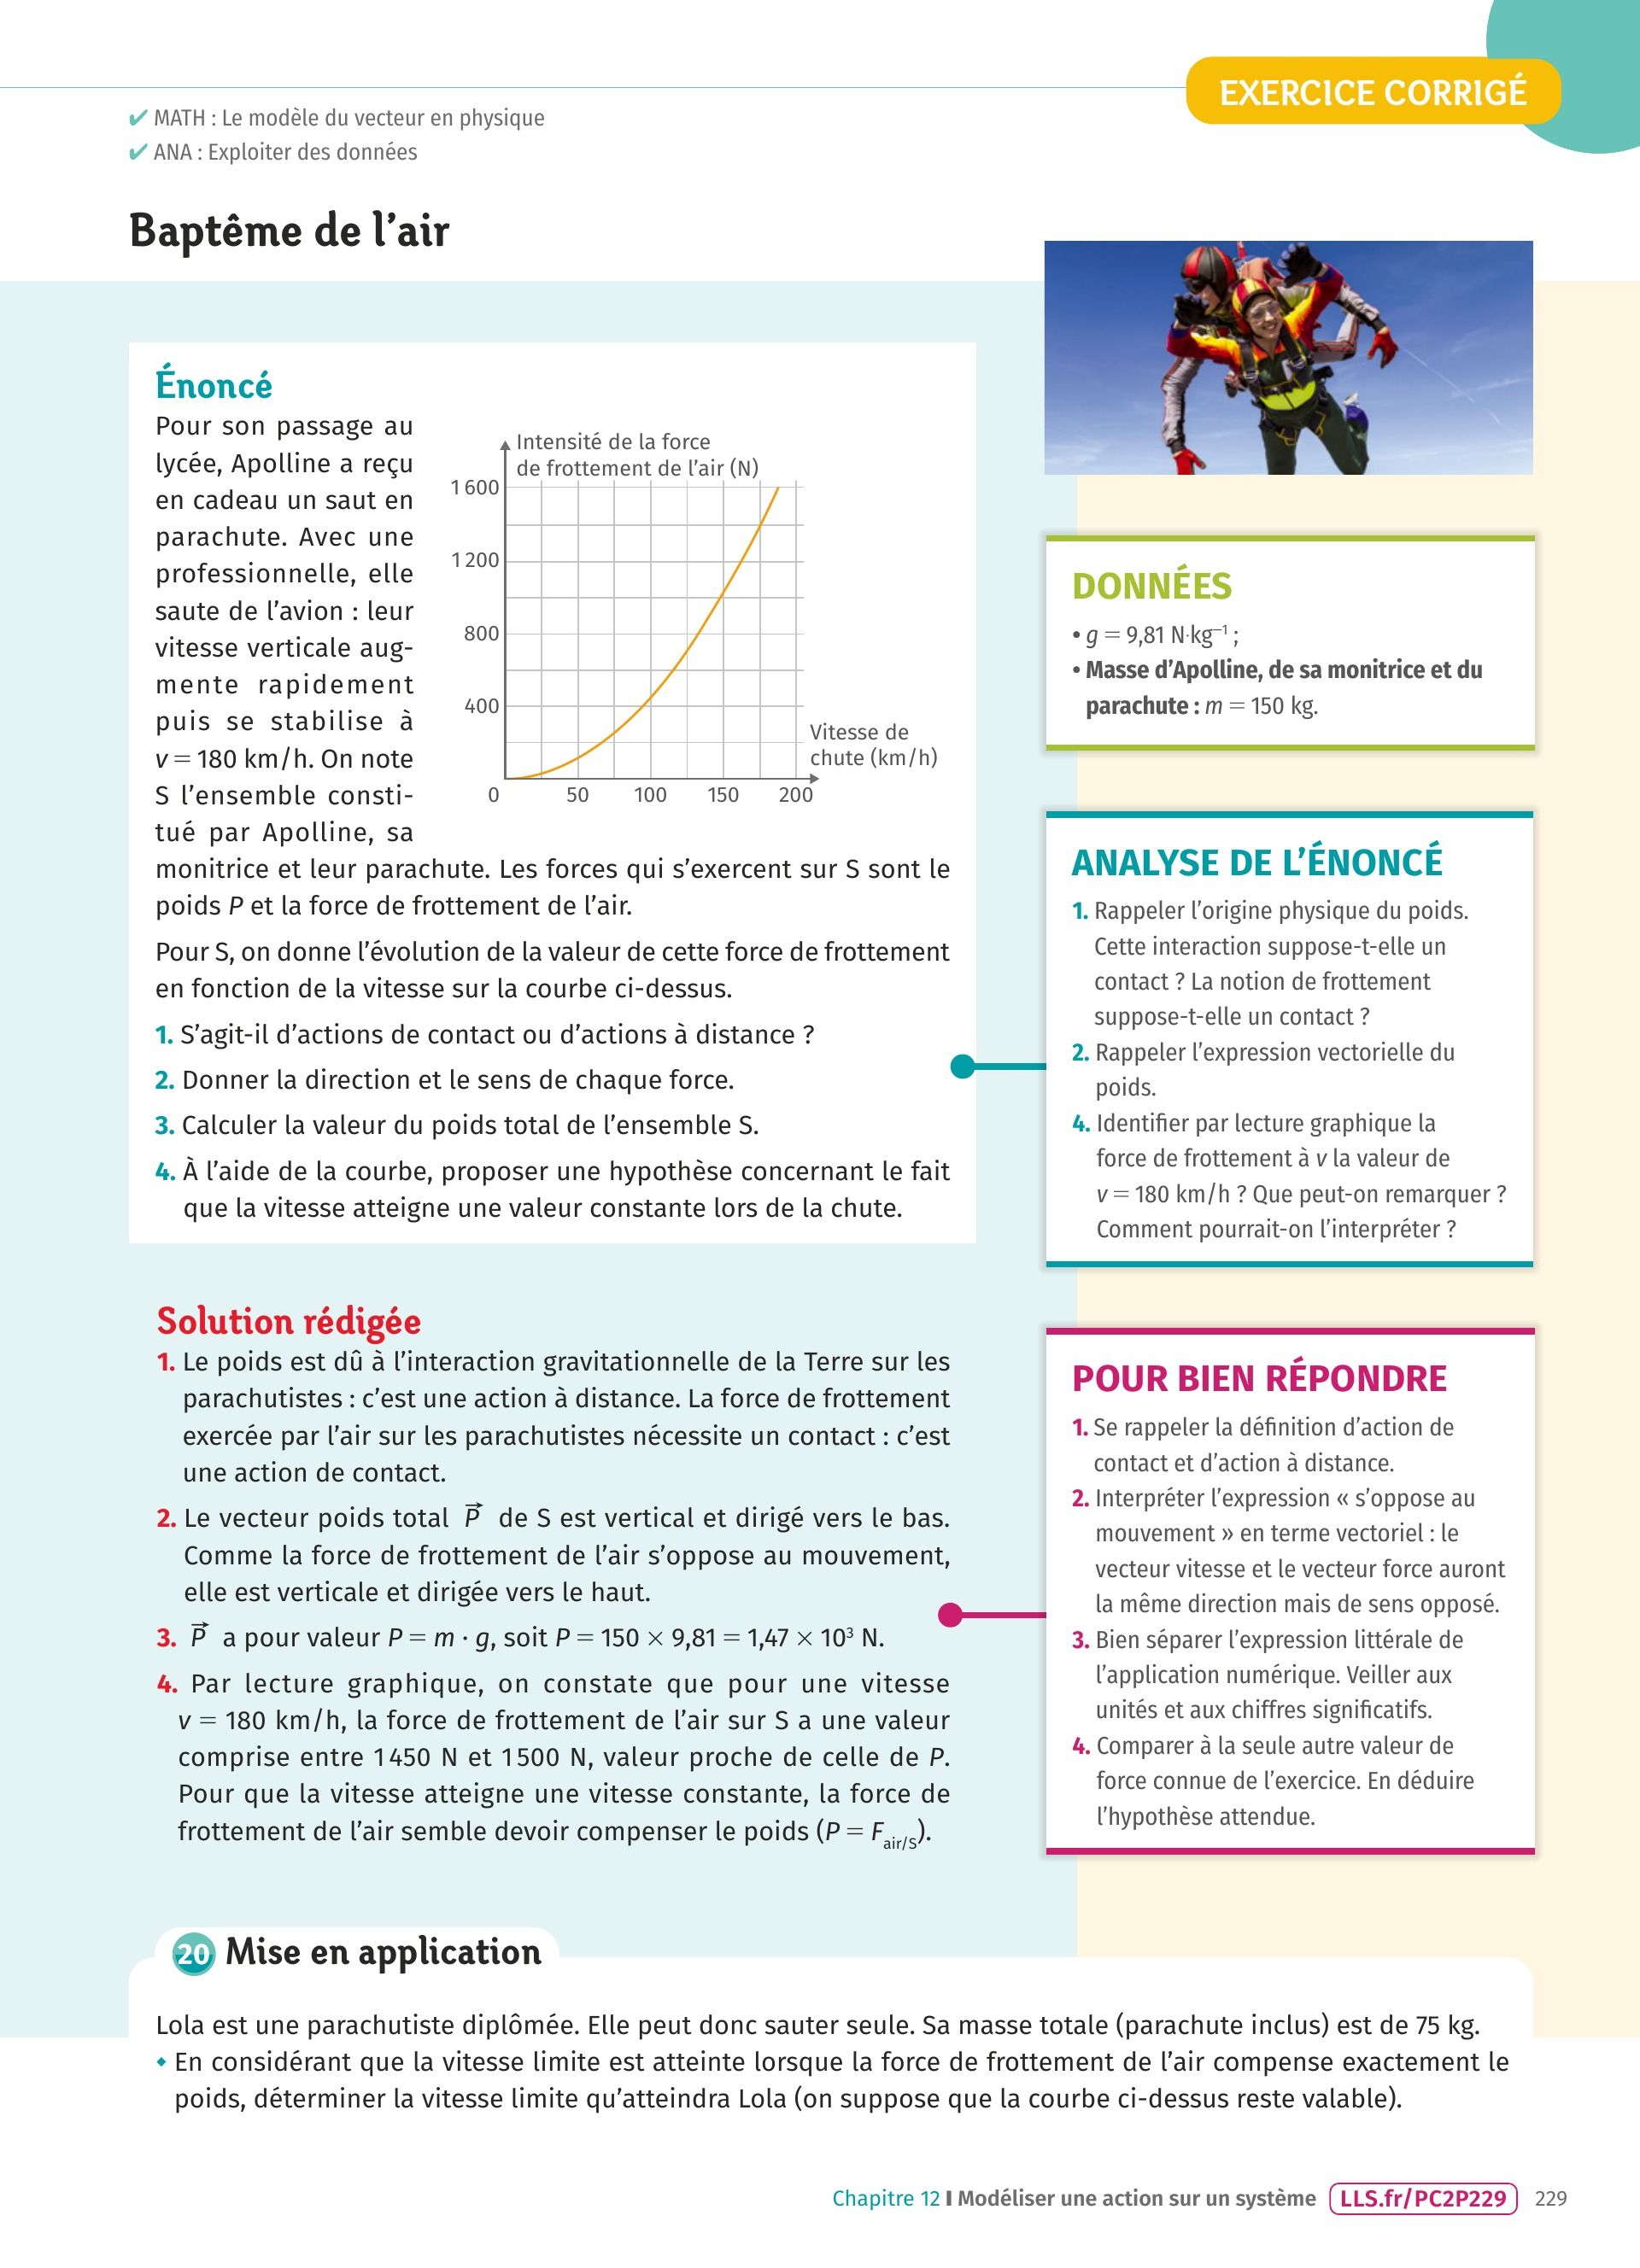 EXERCICE CORRIGÉ
✔ MATH : Le modèle du vecteur en physique
✔ ANA : Exploiter des données
Baptême de l’air
Énoncé
Pour son passage au
lycée, Apolline a reçu
en cadeau un saut en
parachute. Avec une
professionnelle, elle
saute de l’avion : leur
vitesse verticale aug-
mente rapidement
puis se stabilise à
v = 180 km/h. On note
S l’ensemble consti-
tué par Apolline, sa
monitrice et leur parachute. Les forces qui s’exercent sur S sont le
poids P et la force de frottement de l’air.
Intensité de la force
de frottement de l’air (N)
1 600
1 200
800
400
Vitesse de
chute (km/h)
0 50 100 150 200
Pour S, on donne l’évolution de la valeur de cette force de frottement
en fonction de la vitesse sur la courbe ci-dessus.
1. S’agit-il d’actions de contact ou d’actions à distance ?
2. Donner la direction et le sens de chaque force.
3. Calculer la valeur du poids total de l’ensemble S.
4. À l’aide de la courbe, proposer une hypothèse concernant le fait
que la vitesse atteigne une valeur constante lors de la chute.
DONNÉES
• g = 9,81 N·kg⁻¹ ;
• Masse d’Apolline, de sa monitrice et du
parachute : m = 150 kg.
ANALYSE DE L’ÉNONCÉ
1. Rappeler l’origine physique du poids.
Cette interaction suppose-t-elle un
contact ? La notion de frottement
suppose-t-elle un contact ?
2. Rappeler l’expression vectorielle du
poids.
4. Identifier par lecture graphique la
force de frottement à v la valeur de
v = 180 km/h ? Que peut-on remarquer ?
Comment pourrait-on l’interpréter ?
Solution rédigée
1. Le poids est dû à l’interaction gravitationnelle de la Terre sur les
parachutistes : c’est une action à distance. La force de frottement
exercée par l’air sur les parachutistes nécessite un contact : c’est
une action de contact.
2. Le vecteur poids total P⃗ de S est vertical et dirigé vers le bas.
Comme la force de frottement de l’air s’oppose au mouvement,
elle est verticale et dirigée vers le haut.
3. P⃗ a pour valeur P = m · g, soit P = 150 × 9,81 = 1,47 × 10³ N.
4. Par lecture graphique, on constate que pour une vitesse
v = 180 km/h, la force de frottement de l’air sur S a une valeur
comprise entre 1 450 N et 1 500 N, valeur proche de celle de P.
Pour que la vitesse atteigne une vitesse constante, la force de
frottement de l’air semble devoir compenser le poids (P = F air/S).
POUR BIEN RÉPONDRE
1. Se rappeler la définition d’action de
contact et d’action à distance.
2. Interpréter l’expression « s’oppose au
mouvement » en terme vectoriel : le
vecteur vitesse et le vecteur force auront
la même direction mais de sens opposé.
3. Bien séparer l’expression littérale de
l’application numérique. Veiller aux
unités et aux chiffres significatifs.
4. Comparer à la seule autre valeur de
force connue de l’exercice. En déduire
l’hypothèse attendue.
20 Mise en application
Lola est une parachutiste diplômée. Elle peut donc sauter seule. Sa masse totale (parachute inclus) est de 75 kg.
◆ En considérant que la vitesse limite est atteinte lorsque la force de frottement de l’air compense exactement le
poids, déterminer la vitesse limite qu’atteindra Lola (on suppose que la courbe ci-dessus reste valable).
Chapitre 12 I Modéliser une action sur un système LLS.fr/PC2P229 229